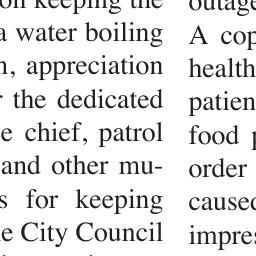 on keeping the
a water boiling
, appreciation
the dedicated
chief, patrol
and other mu-
for keeping
City Council
outage
A cop
health
patien
food
order
caused
impres